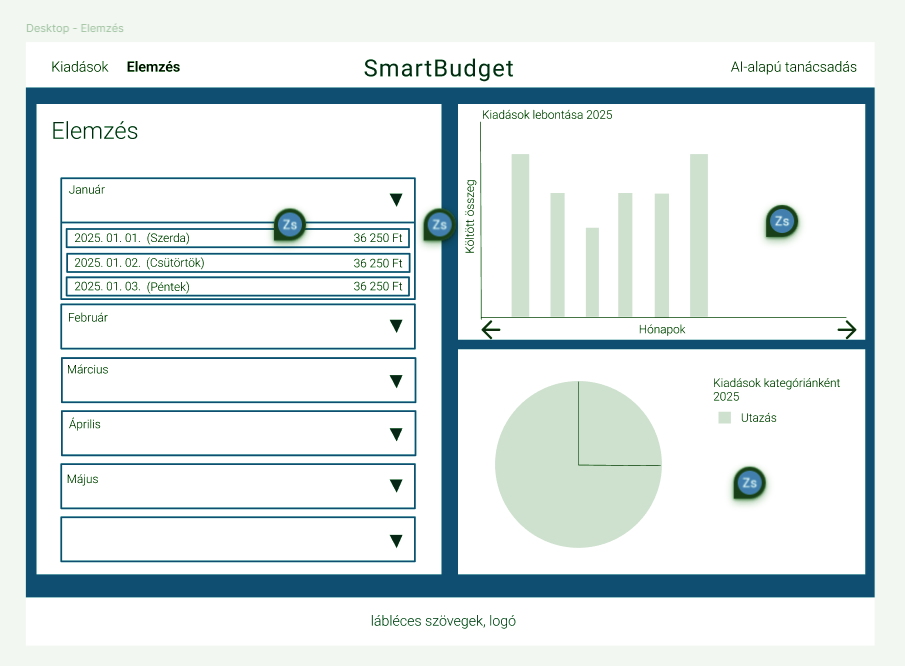 Desktop - Elemzés
Kiadások
Elemzés
SmartBudget
AI-alapú tanácsadás
Elemzés
Január
2025. 01. 01. (Szerda) 36 250 Ft
2025. 01. 02. (Csütörtök) 36 250 Ft
2025. 01. 03. (Péntek) 36 250 Ft
Február
Március
Április
Május
Zs
Zs
Kiadások lebontása 2025
Költött összeg
Zs
Hónapok
Kiadások kategóriánként
2025
Utazás
Zs
lábléces szövegek, logó